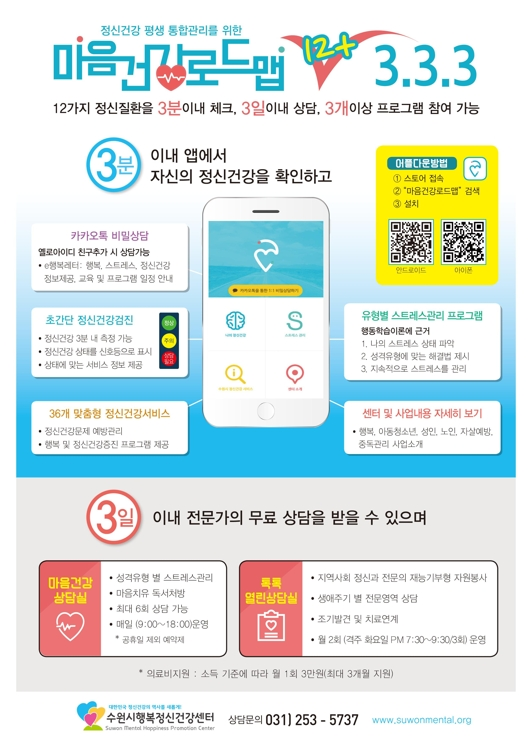 정신건강 평생 통합관리를 위한
마음건강로드맵 12+ 3.3.3
12가지 정신질환을 3분이내 체크, 3일이내 상담, 3개이상 프로그램 참여 가능
3분 이내 앱에서
자신의 정신건강을 확인하고
어플다운방법
① 스토어 접속
② "마음건강로드맵" 검색
③ 설치
안드로이드 아이폰
카카오톡 비밀상담
옐로아이디 친구추가 시 상담가능
• e행복레터: 행복, 스트레스, 정신건강
정보제공, 교육 및 프로그램 일정 안내
초간단 정신건강검진
• 정신건강 3분 내 측정 가능
• 정신건강 상태를 신호등으로 표시
• 상태에 맞는 서비스 정보 제공
정상
주의
상담
필요
36개 맞춤형 정신건강서비스
• 정신건강문제 예방관리
• 행복 및 정신건강증진 프로그램 제공
카카오톡을 통한 1:1 비밀상담하기
스트레스 관리
센터 소개
유형별 스트레스관리 프로그램
행동학습이론에 근거
1. 나의 스트레스 상태 파악
2. 성격유형에 맞는 해결법 제시
3. 지속적으로 스트레스를 관리
센터 및 사업내용 자세히 보기
• 행복, 아동청소년, 성인, 노인, 자살예방,
중독관리 사업소개
3일 이내 전문가의 무료 상담을 받을 수 있으며
마음건강
상담실
• 성격유형 별 스트레스관리
• 마음치유 독서처방
• 최대 6회 상담 가능
• 매일 (9:00~18:00)운영
* 공휴일 제외 예약제
톡톡
열린상담실
• 지역사회 정신과 전문의 재능기부형 자원봉사
• 생애주기 별 전문영역 상담
• 조기발견 및 치료연계
• 월 2회 (격주 화요일 PM 7:30~9:30/3회) 운영
* 의료비지원 : 소득 기준에 따라 월 1회 3만원(최대 3개월 지원)
대한민국 정신건강의 역사를 새롭게!
수원시행복정신건강센터
Suwon Mental Happiness Promotion Center
상담문의 031) 253 - 5737
www.suwonmental.org